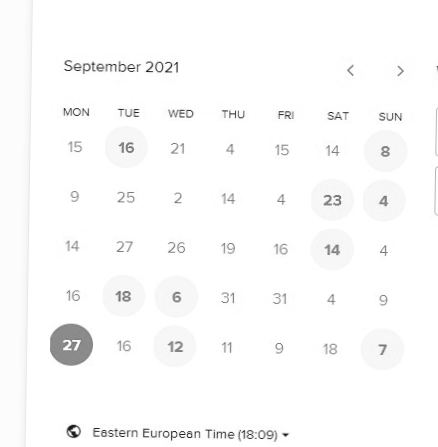 September 2021
MON TUE WED THU FRI SAT SUN
15 16 21 4 15 14 8
9 25 2 14 4 23 4
14 27 26 19 16 14 4
16 18 6 31 31 4 9
27 16 12 11 9 18 7
Eastern European Time (18:09)